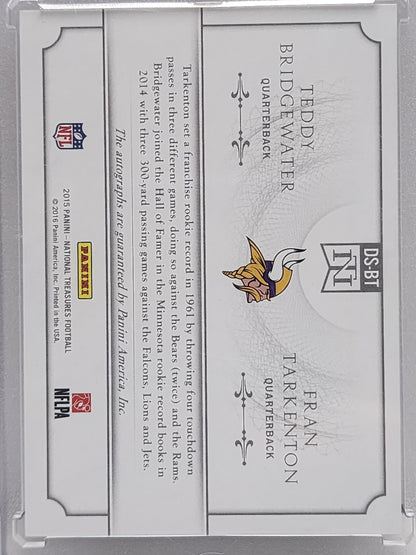 DS-BT
NT
TEDDY
BRIDGEWATER
QUARTERBACK
FRAN
TARKENTON
QUARTERBACK
Tarkenton set a franchise rookie record in 1961 by throwing four touchdown
passes in three different games, doing so against the Bears (twice) and the Rams.
Bridgewater joined the Hall of Famer in the Minnesota rookie record books in
2014 with three 300-yard passing games against the Falcons, Lions and Jets.
The autographs are guaranteed by Panini America, Inc.
NFL
PANINI
2015 PANINI – NATIONAL TREASURES FOOTBALL
© 2016 Panini America, Inc. Printed in the USA.
NFLPA